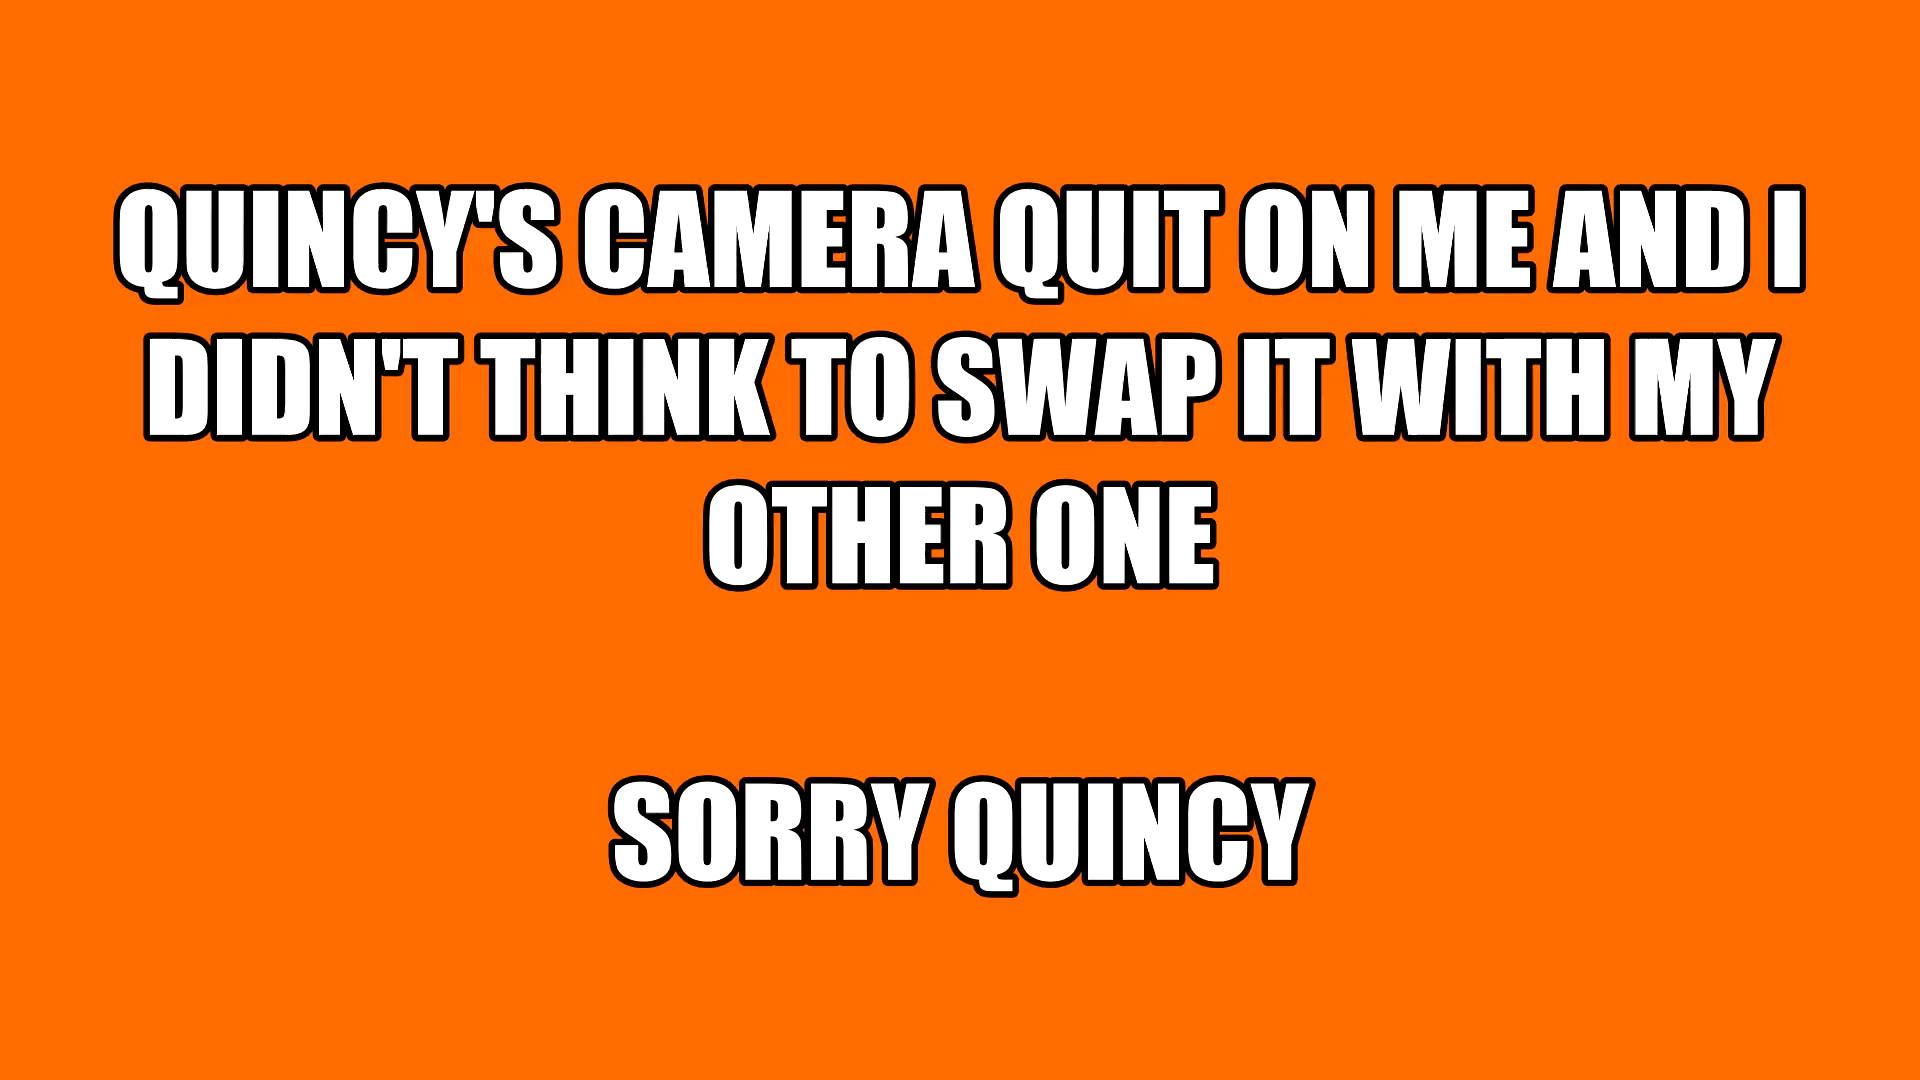 QUINCY'S CAMERA QUIT ON ME AND I
DIDN'T THINK TO SWAP IT WITH MY
OTHER ONE
SORRY QUINCY